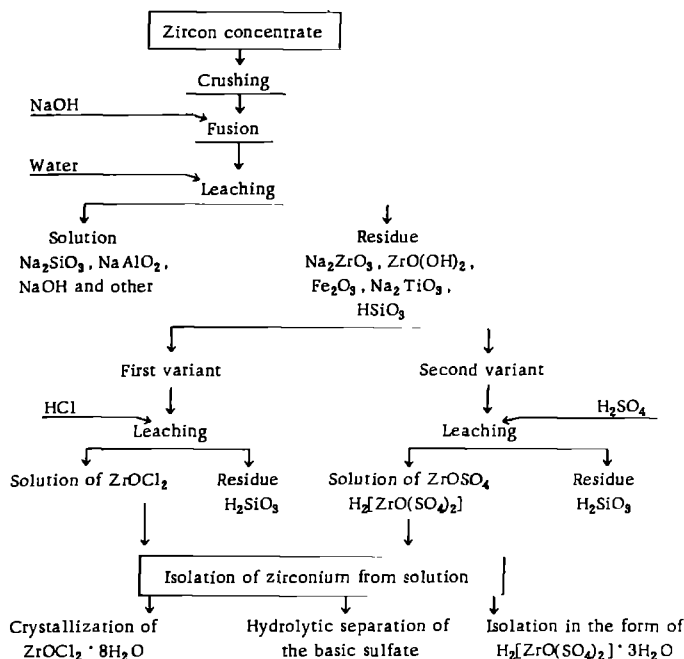 Zircon concentrate
Crushing
NaOH
Fusion
Water
Leaching
Solution
Na₂SiO₃, NaAlO₂,
NaOH and other
Residue
Na₂ZrO₃, ZrO(OH)₂,
Fe₂O₃, Na₂TiO₃,
HSiO₃
First variant
Second variant
HCl
Leaching
H₂SO₄
Leaching
Solution of ZrOCl₂
Residue
H₂SiO₃
Solution of ZrOSO₄
H₂[ZrO(SO₄)₂]
Residue
H₂SiO₃
Isolation of zirconium from solution
Crystallization of
ZrOCl₂ · 8H₂O
Hydrolytic separation of
the basic sulfate
Isolation in the form of
H₂[ZrO(SO₄)₂] · 3H₂O